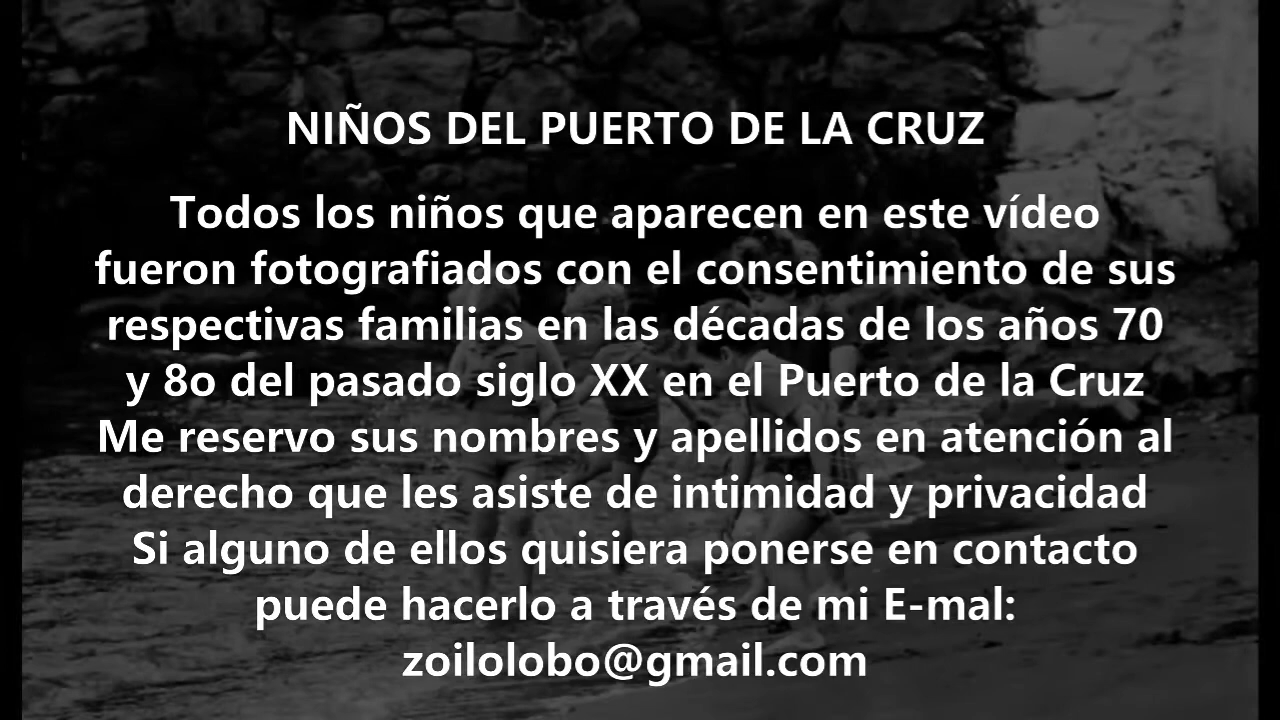 NIÑOS DEL PUERTO DE LA CRUZ
Todos los niños que aparecen en este vídeo
fueron fotografiados con el consentimiento de sus
respectivas familias en las décadas de los años 70
y 8o del pasado siglo XX en el Puerto de la Cruz
Me reservo sus nombres y apellidos en atención al
derecho que les asiste de intimidad y privacidad
Si alguno de ellos quisiera ponerse en contacto
puede hacerlo a través de mi E-mal:
zoilolobo@gmail.com